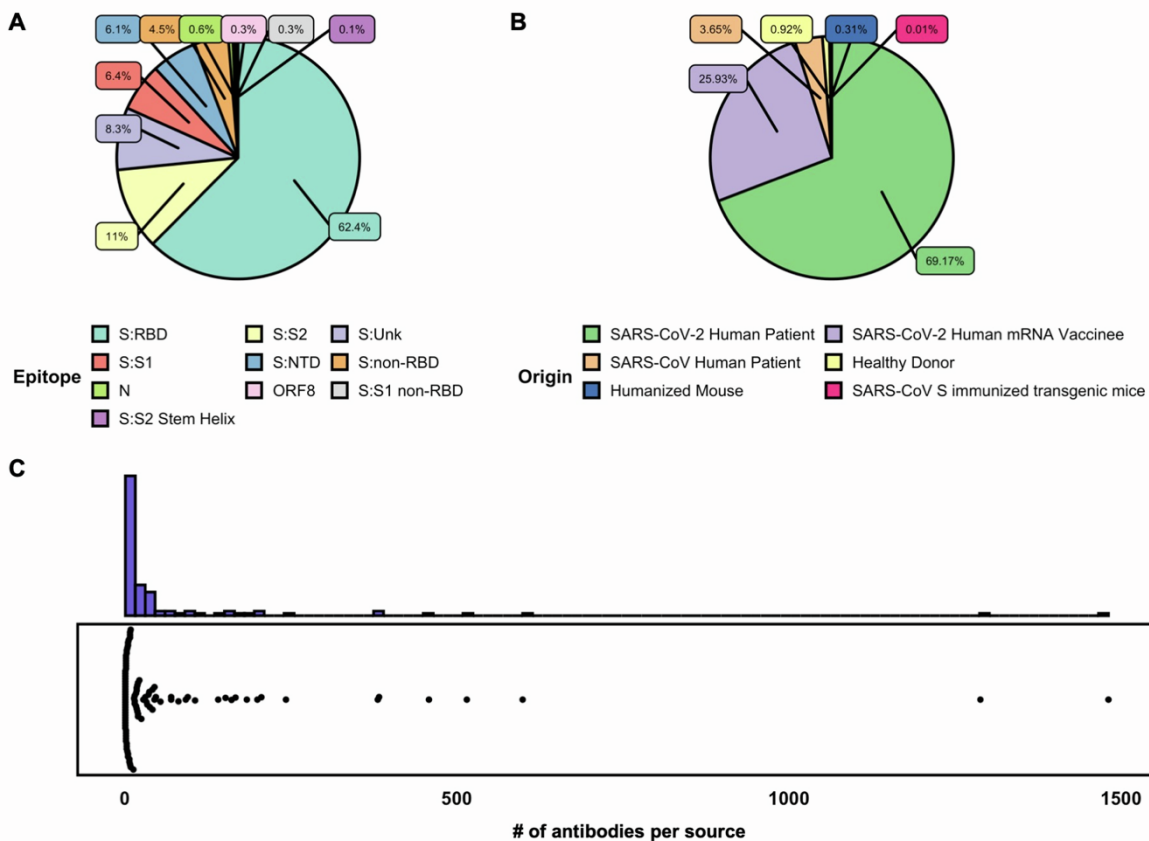 A
B
6.1% 4.5% 0.6% 0.3% 0.3% 0.1%
3.65% 0.92% 0.31% 0.01%
6.4%
25.93%
8.3%
62.4%
11%
69.17%
Epitope
S:RBD S:S2 S:Unk
S:S1 S:NTD S:non-RBD
N ORF8 S:S1 non-RBD
S:S2 Stem Helix
Origin
SARS-CoV-2 Human Patient SARS-CoV-2 Human mRNA Vaccinee
SARS-CoV Human Patient Healthy Donor
Humanized Mouse SARS-CoV S immunized transgenic mice
C
0 500 1000 1500
# of antibodies per source